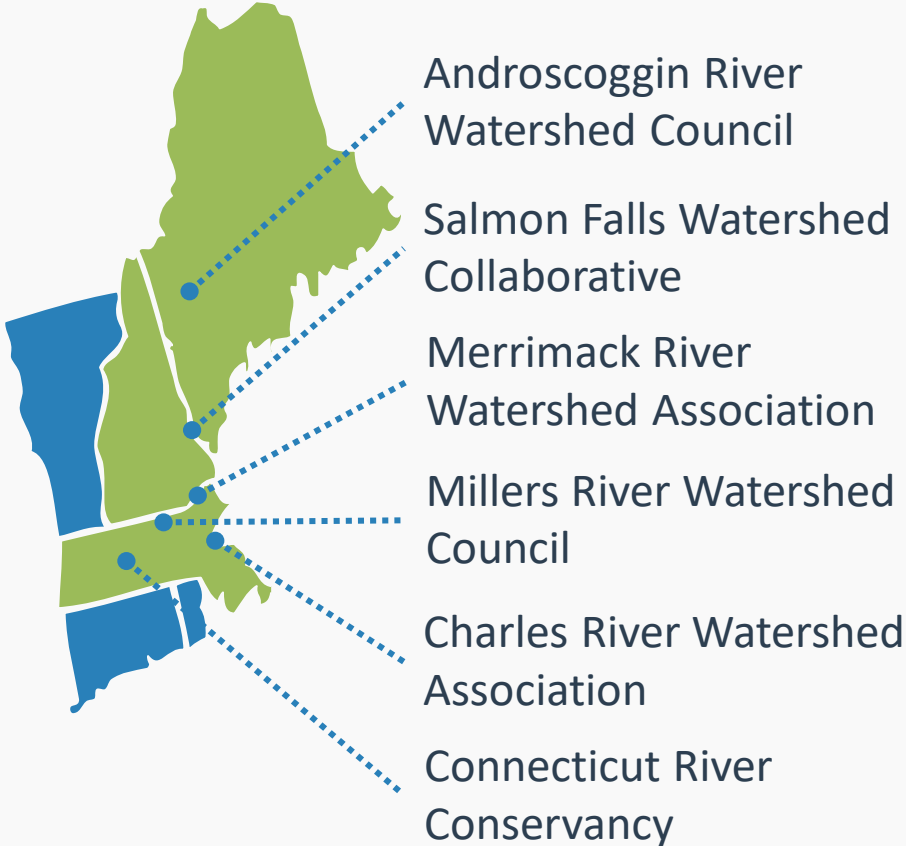 Androscoggin River
Watershed Council
Salmon Falls Watershed
Collaborative
Merrimack River
Watershed Association
Millers River Watershed
Council
Charles River Watershed
Association
Connecticut River
Conservancy